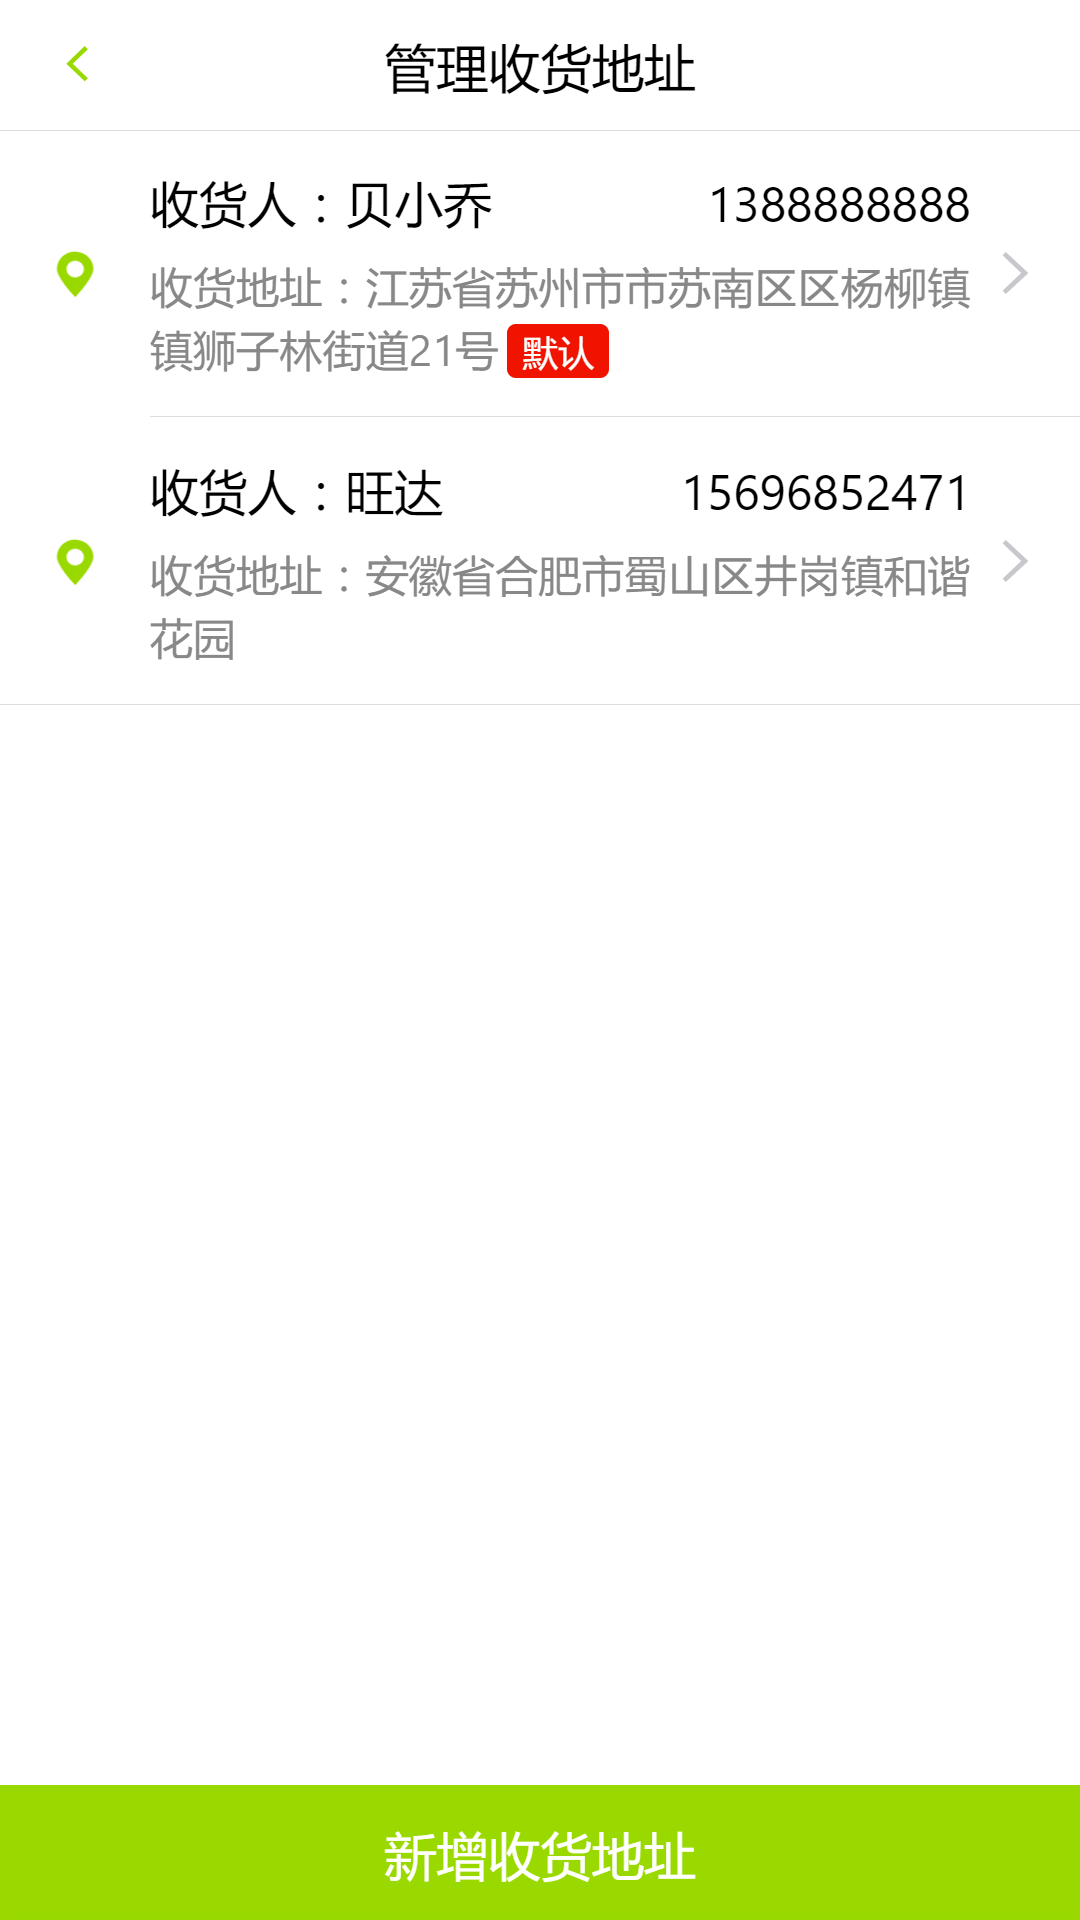 管理收货地址
收货人：贝小乔 1388888888
收货地址：江苏省苏州市市苏南区区杨柳镇
镇狮子林街道21号 默认
收货人：旺达 15696852471
收货地址：安徽省合肥市蜀山区井岗镇和谐
花园
新增收货地址